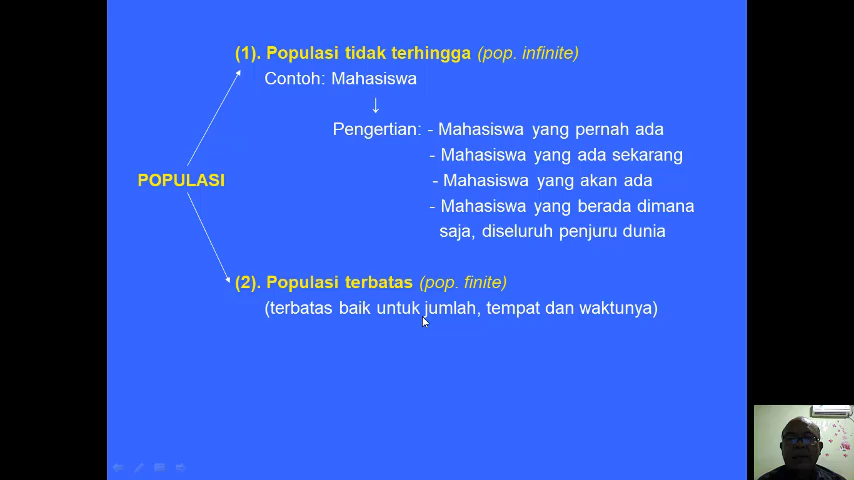 (1). Populasi tidak terhingga (pop. infinite)
Contoh: Mahasiswa
↓
Pengertian: - Mahasiswa yang pernah ada
- Mahasiswa yang ada sekarang
- Mahasiswa yang akan ada
- Mahasiswa yang berada dimana
saja, diseluruh penjuru dunia
POPULASI
(2). Populasi terbatas (pop. finite)
(terbatas baik untuk jumlah, tempat dan waktunya)